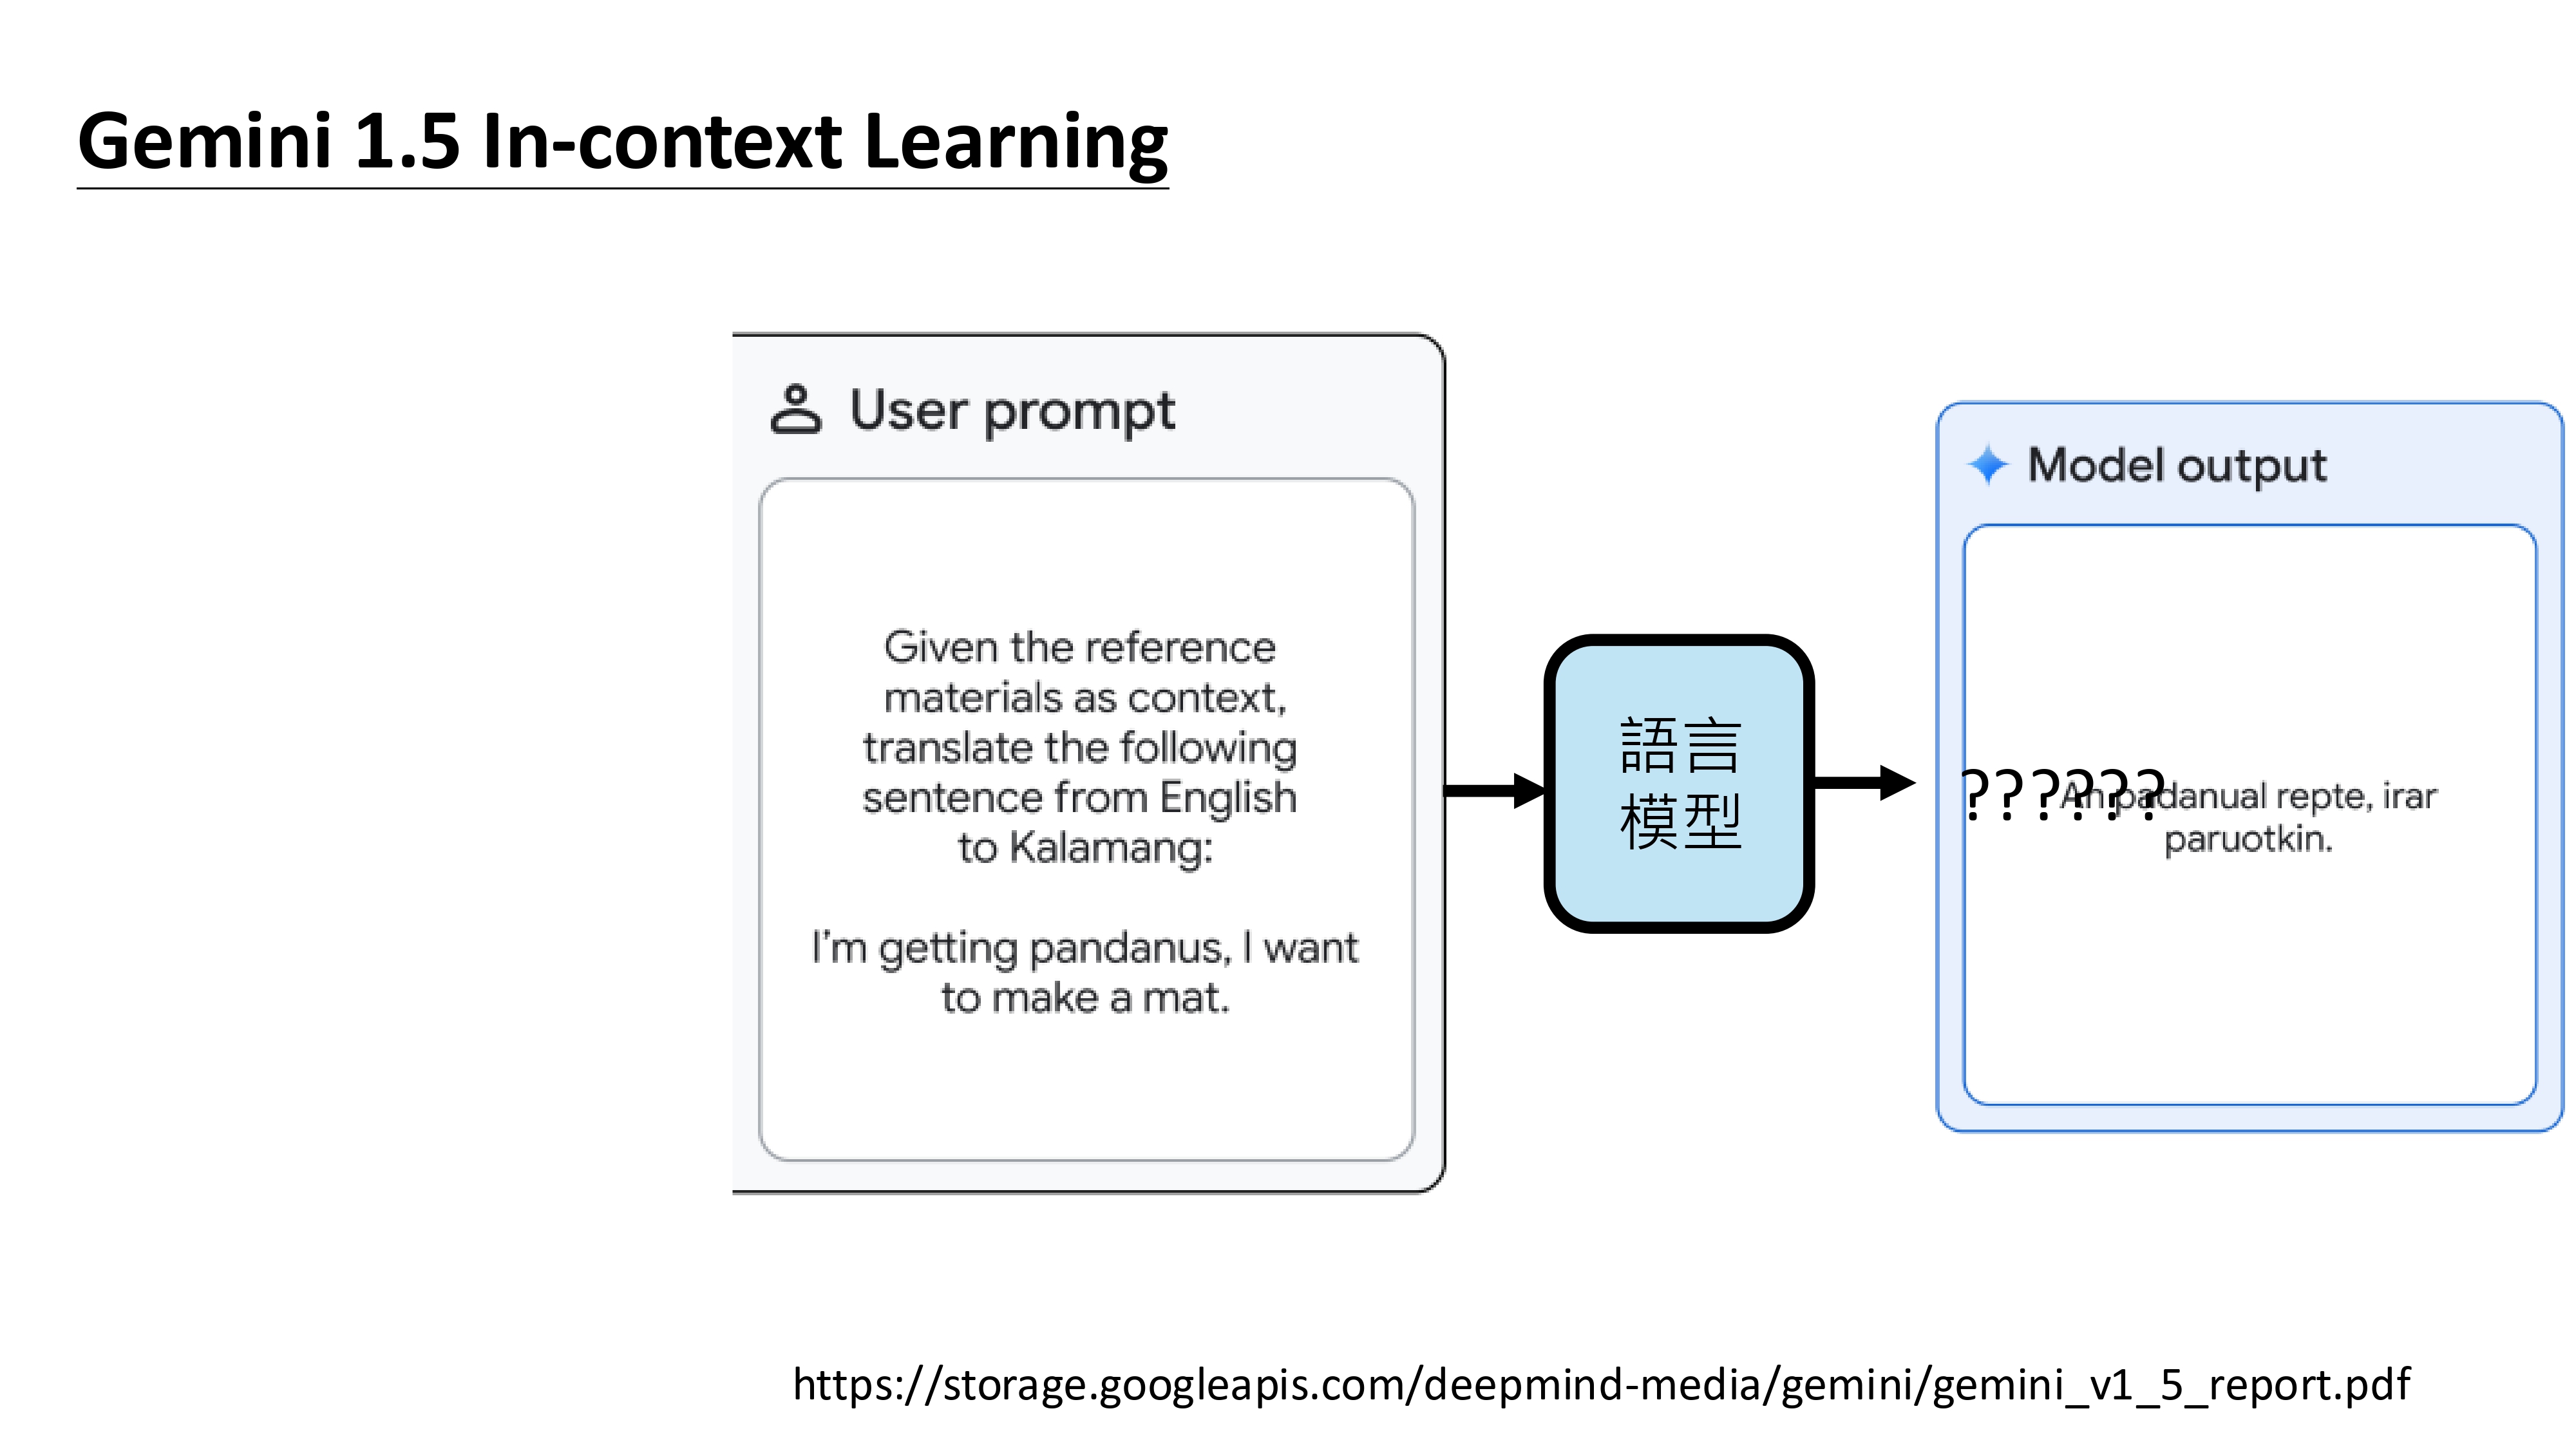 Gemini 1.5 In-context Learning
User prompt
Given the reference
materials as context,
translate the following
sentence from English
to Kalamang:
I'm getting pandanus, I want
to make a mat.
語言
模型
Model output
??????
An padanual repte, irar
paruotkin.
https://storage.googleapis.com/deepmind-media/gemini/gemini_v1_5_report.pdf